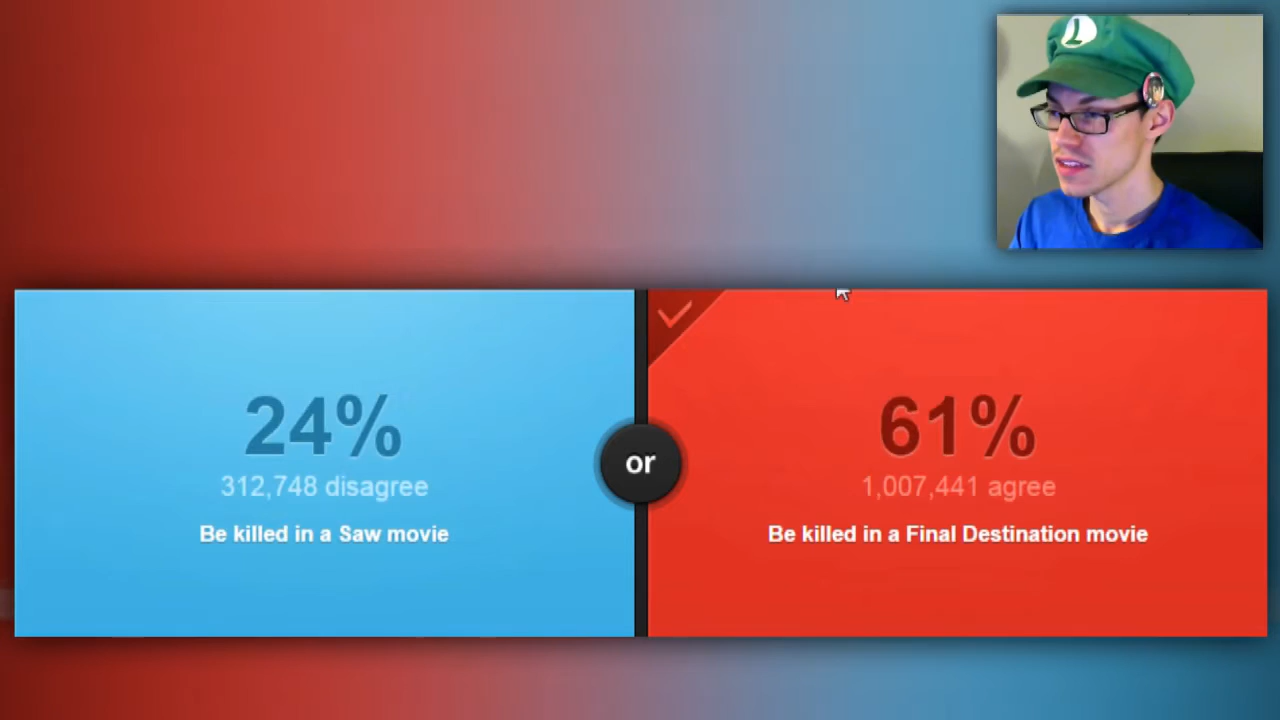 L
24%
312,748 disagree
Be killed in a Saw movie
or
61%
1,007,441 agree
Be killed in a Final Destination movie